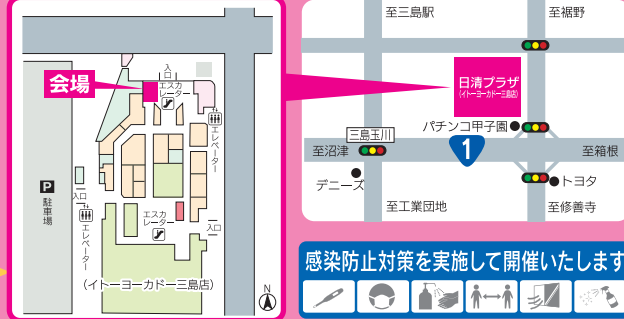 会場
入口
エスカレーター
エレベーター
P
駐車場
入口
エレベーター
エスカレーター
入口
(イトーヨーカドー三島店)
N
至三島駅
至裾野
日清プラザ
(イトーヨーカドー三島店)
パチンコ甲子園
三島玉川
至沼津
1
至箱根
デニーズ
トヨタ
至工業団地
至修善寺
感染防止対策を実施して開催いたします